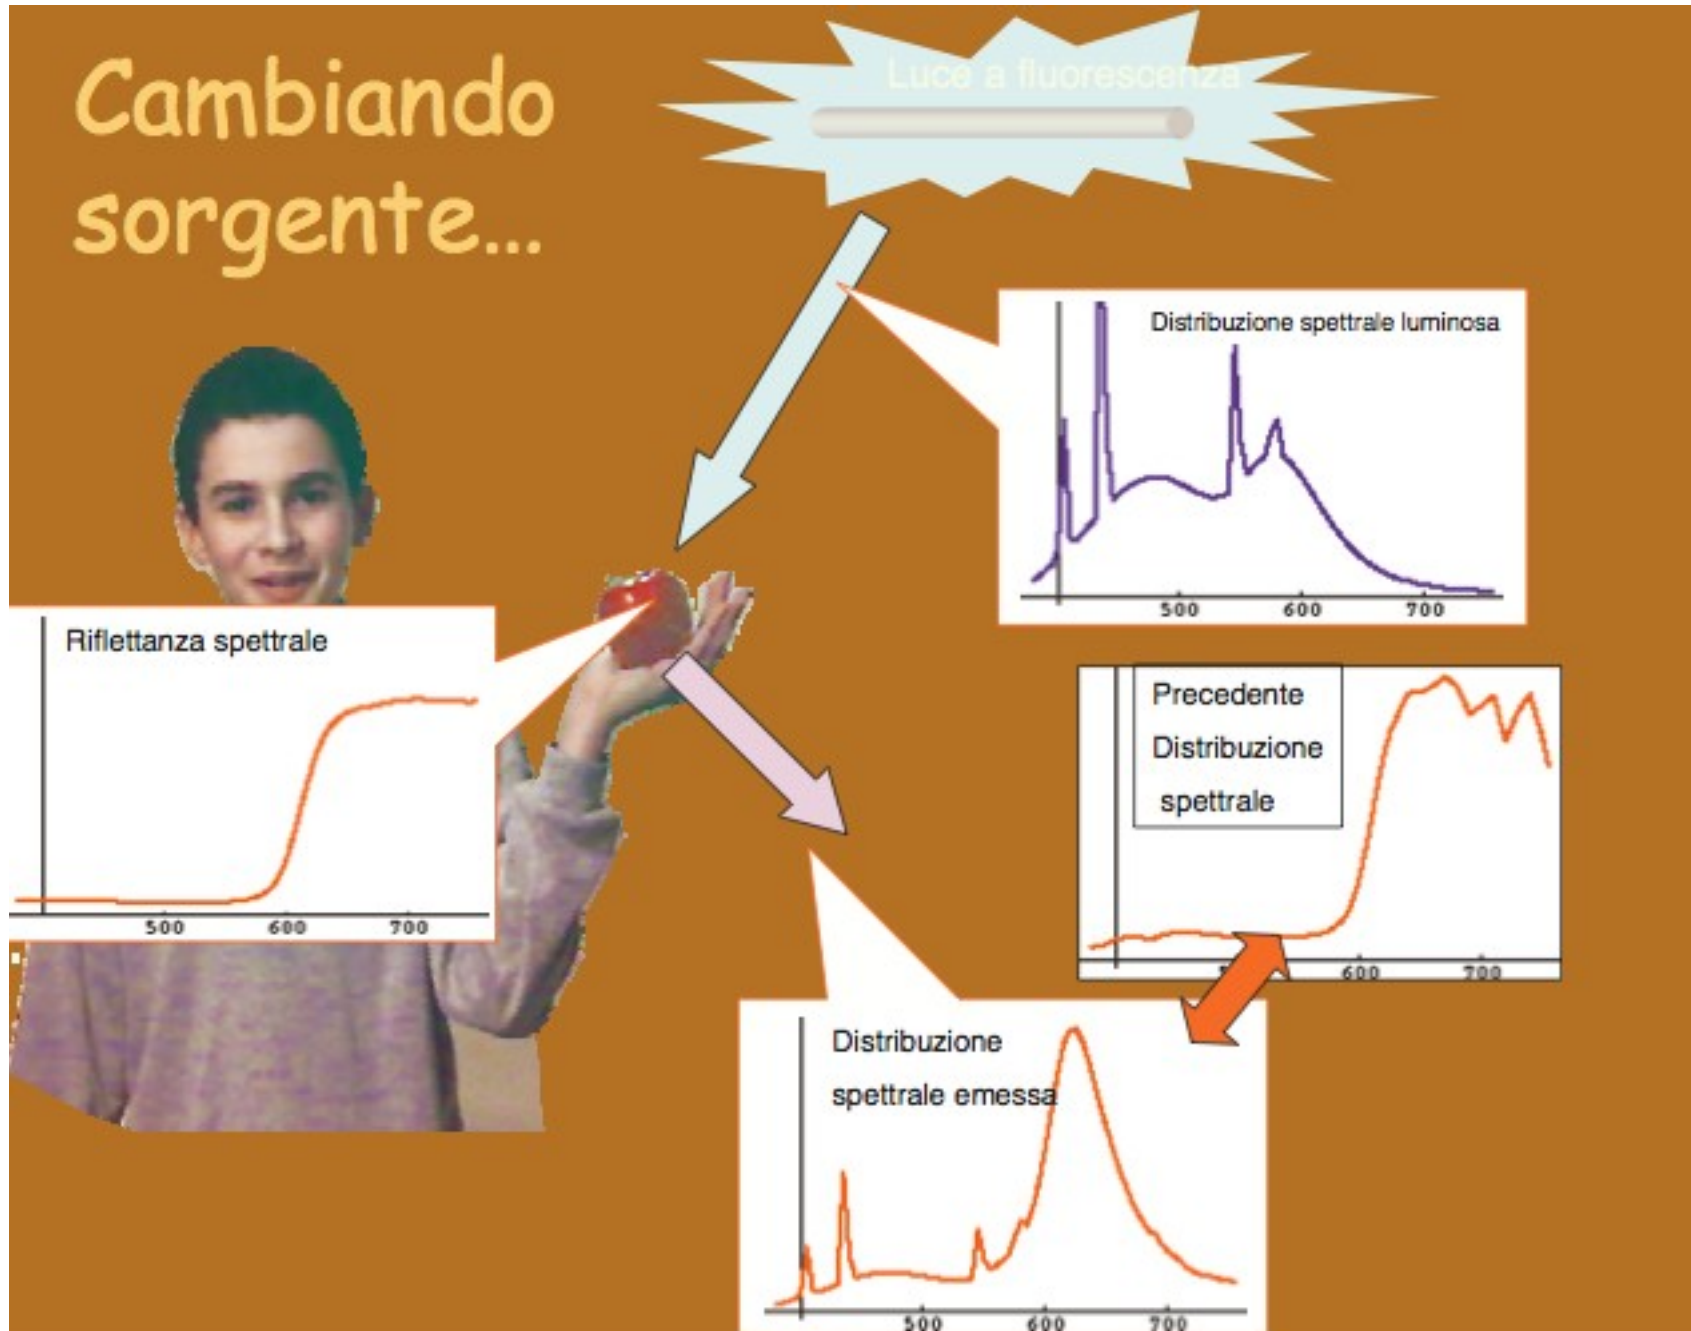 Cambiando
sorgente...
Luce a fluorescenza
Distribuzione spettrale luminosa
500 600 700
Riflettanza spettrale
500 600 700
Precedente
Distribuzione
spettrale
600 700
Distribuzione
spettrale emessa
500 600 700